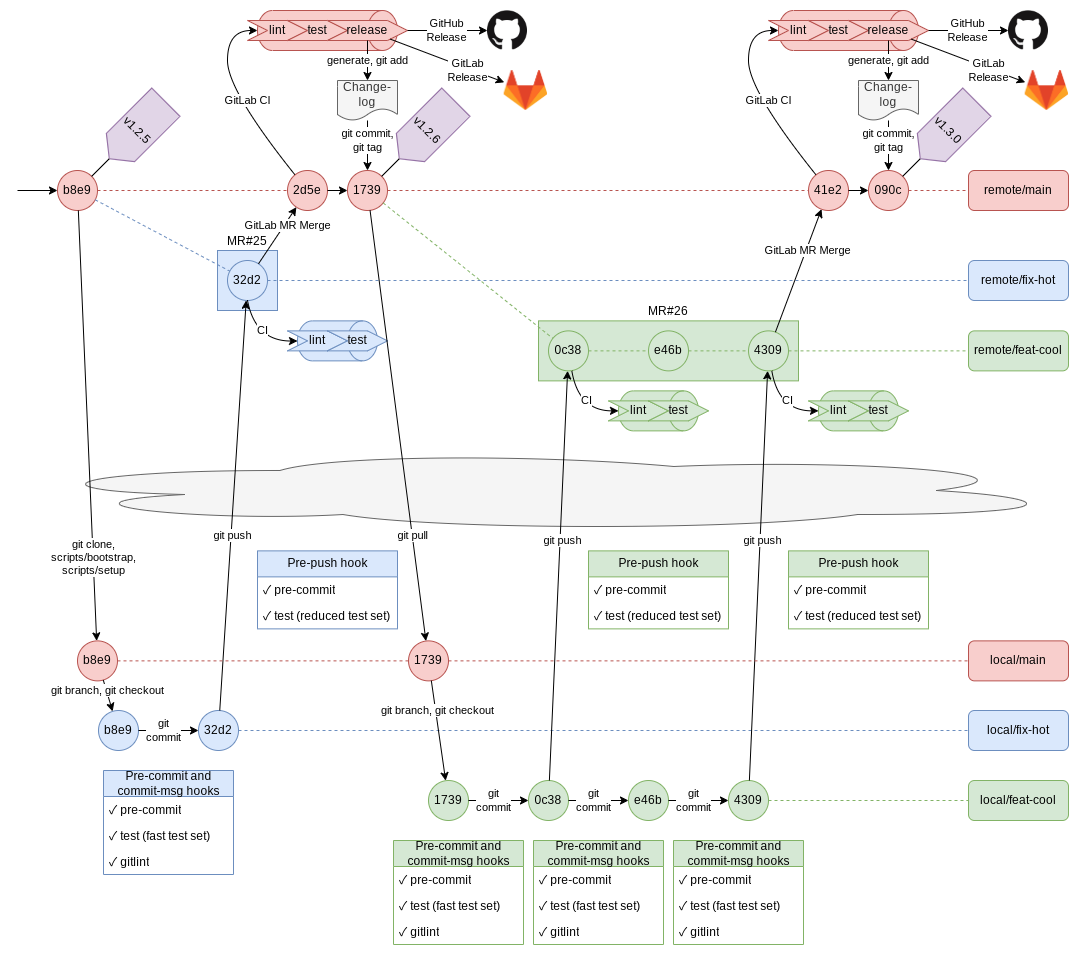 lint
test
release
GitHub
Release
generate, git add
GitLab
Release
Change-
log
git commit,
git tag
GitLab CI
v1.2.5
v1.2.6
b8e9
2d5e
1739
lint
test
release
GitHub
Release
generate, git add
GitLab
Release
Change-
log
git commit,
git tag
GitLab CI
v1.3.0
41e2
090c
remote/main
GitLab MR Merge
MR#25
32d2
GitLab MR Merge
remote/fix-hot
CI
lint
test
MR#26
0c38
e46b
4309
remote/feat-cool
CI
lint
test
CI
lint
test
git clone,
scripts/bootstrap,
scripts/setup
git push
git pull
git push
git push
Pre-push hook
✓ pre-commit
✓ test (reduced test set)
Pre-push hook
✓ pre-commit
✓ test (reduced test set)
Pre-push hook
✓ pre-commit
✓ test (reduced test set)
b8e9
1739
local/main
git branch, git checkout
git branch, git checkout
b8e9
git
commit
32d2
local/fix-hot
Pre-commit and
commit-msg hooks
✓ pre-commit
✓ test (fast test set)
✓ gitlint
1739
git
commit
0c38
git
commit
e46b
git
commit
4309
local/feat-cool
Pre-commit and
commit-msg hooks
✓ pre-commit
✓ test (fast test set)
✓ gitlint
Pre-commit and
commit-msg hooks
✓ pre-commit
✓ test (fast test set)
✓ gitlint
Pre-commit and
commit-msg hooks
✓ pre-commit
✓ test (fast test set)
✓ gitlint